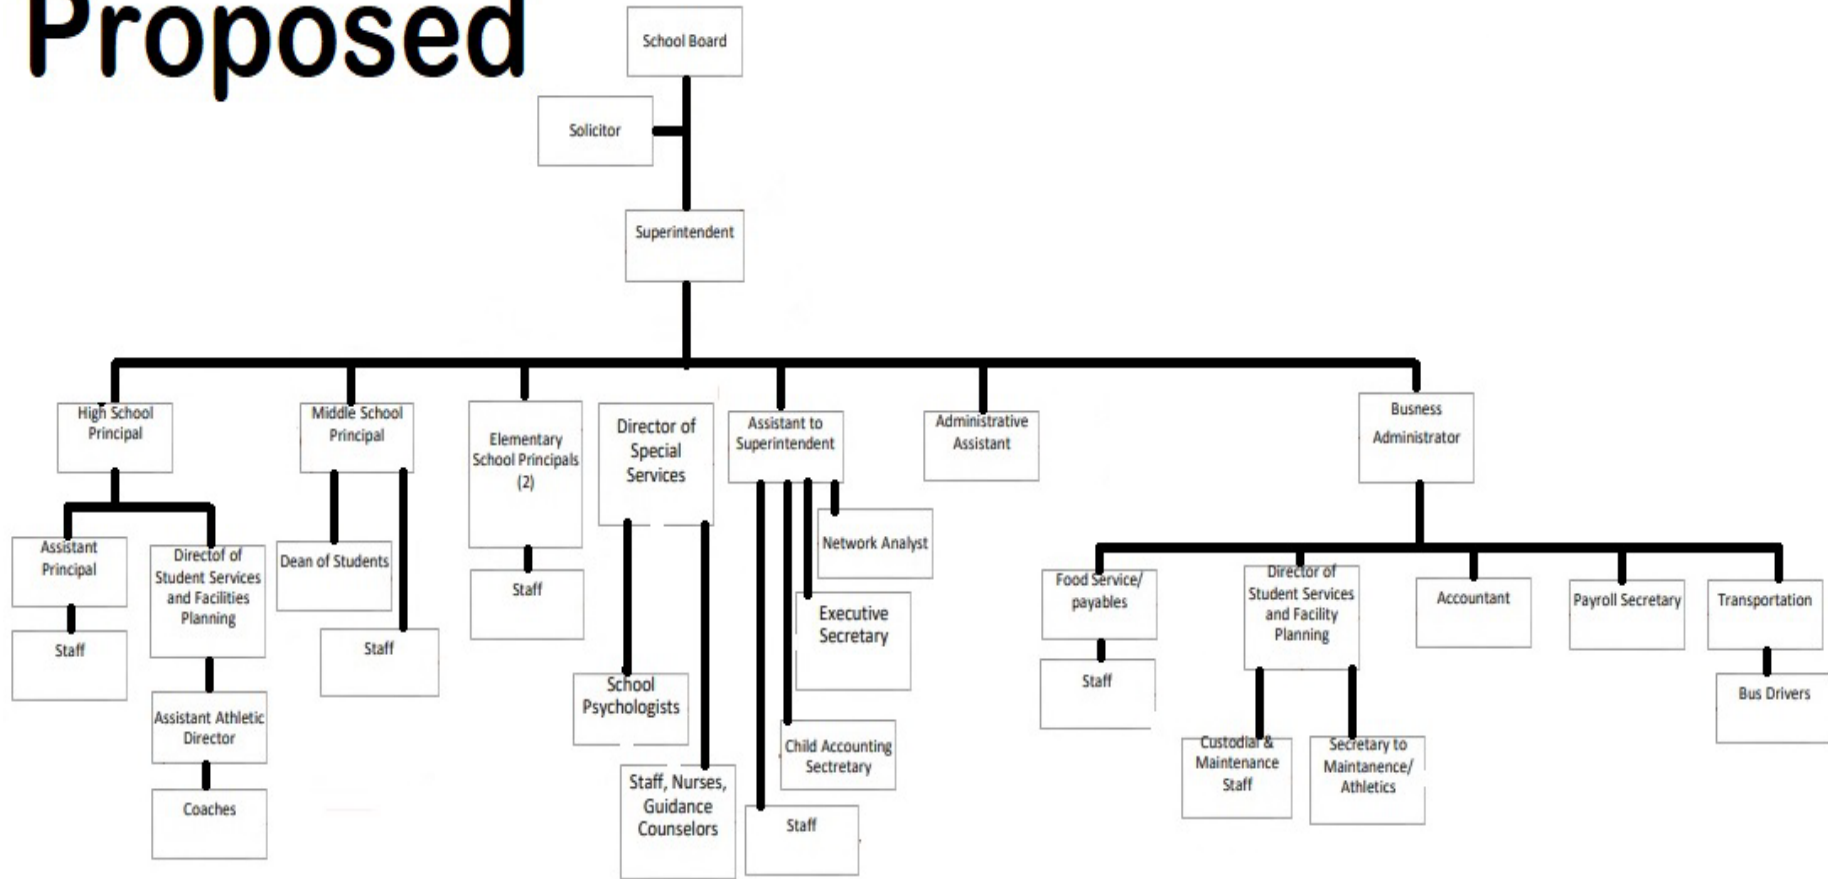 Proposed
School Board
Solicitor
Superintendent
High School
Principal
Middle School
Principal
Elementary
School Principals
(2)
Director of
Special
Services
Assistant to
Superintendent
Administrative
Assistant
Busness
Administrator
Assistant
Principal
Staff
Director of
Student Services
and Facilities
Planning
Assistant Athletic
Director
Coaches
Dean of Students
Staff
Staff
School
Psychologists
Staff, Nurses,
Guidance
Counselors
Network Analyst
Executive
Secretary
Child Accounting
Sectretary
Staff
Food Service/
payables
Staff
Director of
Student Services
and Facility
Planning
Custodial &
Maintenance
Staff
Secretary to
Maintanence/
Athletics
Accountant
Payroll Secretary
Transportation
Bus Drivers